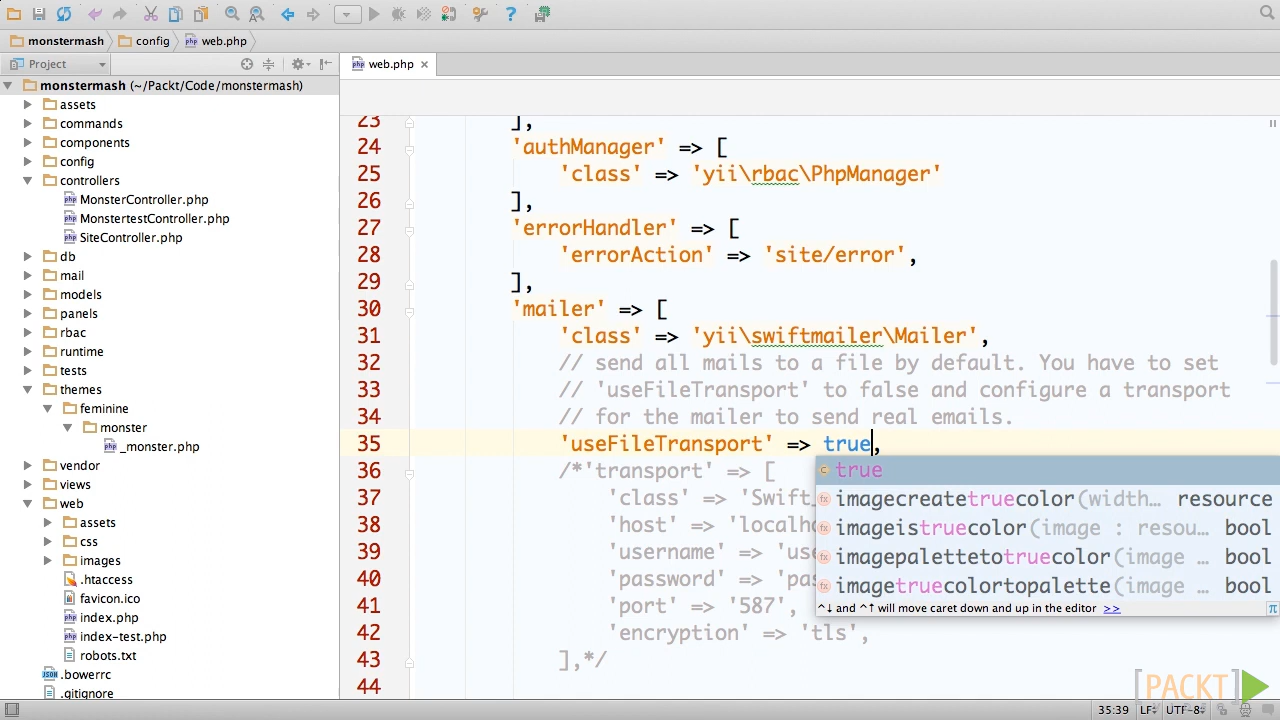 monstermash
config
web.php
Project
web.php
monstermash (~/Packt/Code/monstermash)
assets
commands
components
config
controllers
MonsterController.php
MonstertestController.php
SiteController.php
db
mail
models
panels
rbac
runtime
tests
themes
feminine
monster
_monster.php
vendor
views
web
assets
css
images
.htaccess
favicon.ico
index.php
index-test.php
robots.txt
.bowerrc
.gitignore
23 ],
24 'authManager' => [
25 'class' => 'yii\rbac\PhpManager'
26 ],
27 'errorHandler' => [
28 'errorAction' => 'site/error',
29 ],
30 'mailer' => [
31 'class' => 'yii\swiftmailer\Mailer',
32 // send all mails to a file by default. You have to set
33 // 'useFileTransport' to false and configure a transport
34 // for the mailer to send real emails.
35 'useFileTransport' => true,
36 /*'transport' => [
37 'class' => 'Swift_
38 'host' => 'localho
39 'username' => 'use
40 'password' => 'pas
41 'port' => '587',
42 'encryption' => 'tls',
43 ],*/
44
true
imagecreatetruecolor(width… resource
imageistruecolor(image : resou… bool
imagepalettetotruecolor(image … bool
imagetruecolortopalette(image … bool
^↓ and ^↑ will move caret down and up in the editor >>
π
[PACKT]
35:39 LF÷ UTF-8÷